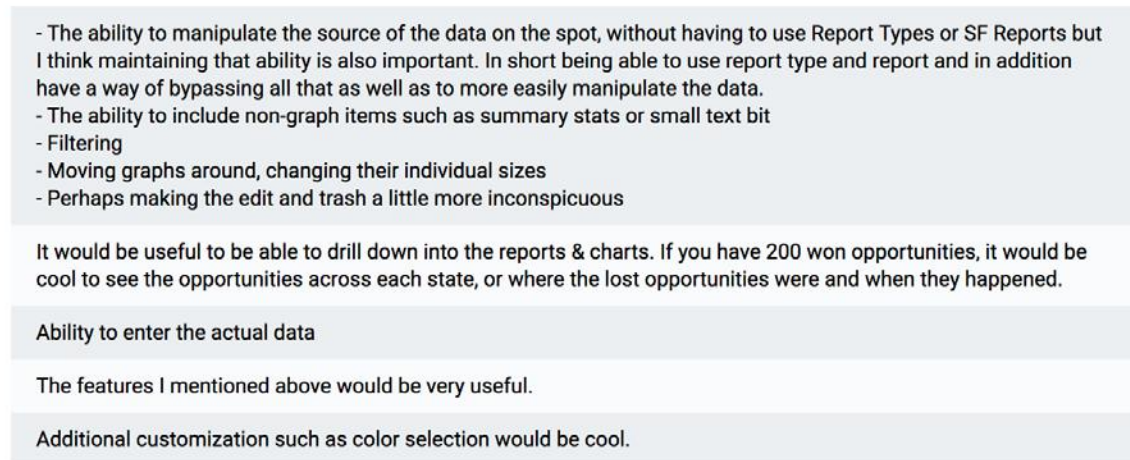 - The ability to manipulate the source of the data on the spot, without having to use Report Types or SF Reports but
I think maintaining that ability is also important. In short being able to use report type and report and in addition
have a way of bypassing all that as well as to more easily manipulate the data.
- The ability to include non-graph items such as summary stats or small text bit
- Filtering
- Moving graphs around, changing their individual sizes
- Perhaps making the edit and trash a little more inconspicuous
It would be useful to be able to drill down into the reports & charts. If you have 200 won opportunities, it would be
cool to see the opportunities across each state, or where the lost opportunities were and when they happened.
Ability to enter the actual data
The features I mentioned above would be very useful.
Additional customization such as color selection would be cool.